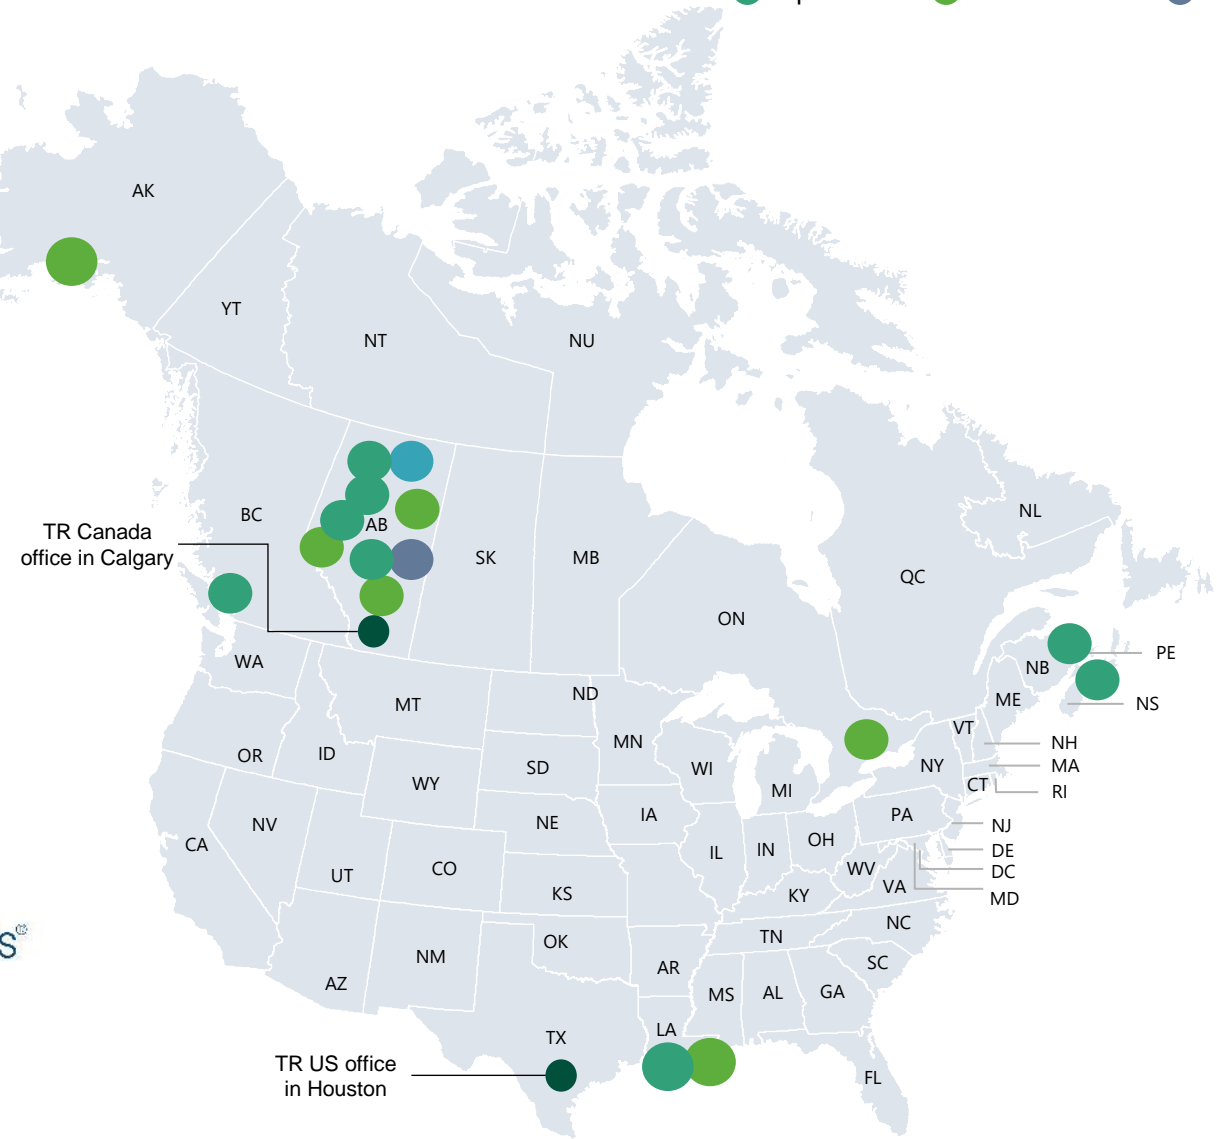 AK
YT
NT
NU
BC
AB
SK
MB
ON
QC
NL
TR Canada
office in Calgary
PE
NB
NS
ME
WA
MT
ND
MN
OR
ID
WY
SD
WI
MI
NY
VT
NH
MA
CT
RI
CA
NV
UT
CO
NE
IA
IL
IN
OH
PA
NJ
DE
DC
MD
WV
VA
KS
KY
NC
TN
OK
AR
SC
S®
AZ
NM
MS
AL
GA
TX
LA
FL
TR US office
in Houston